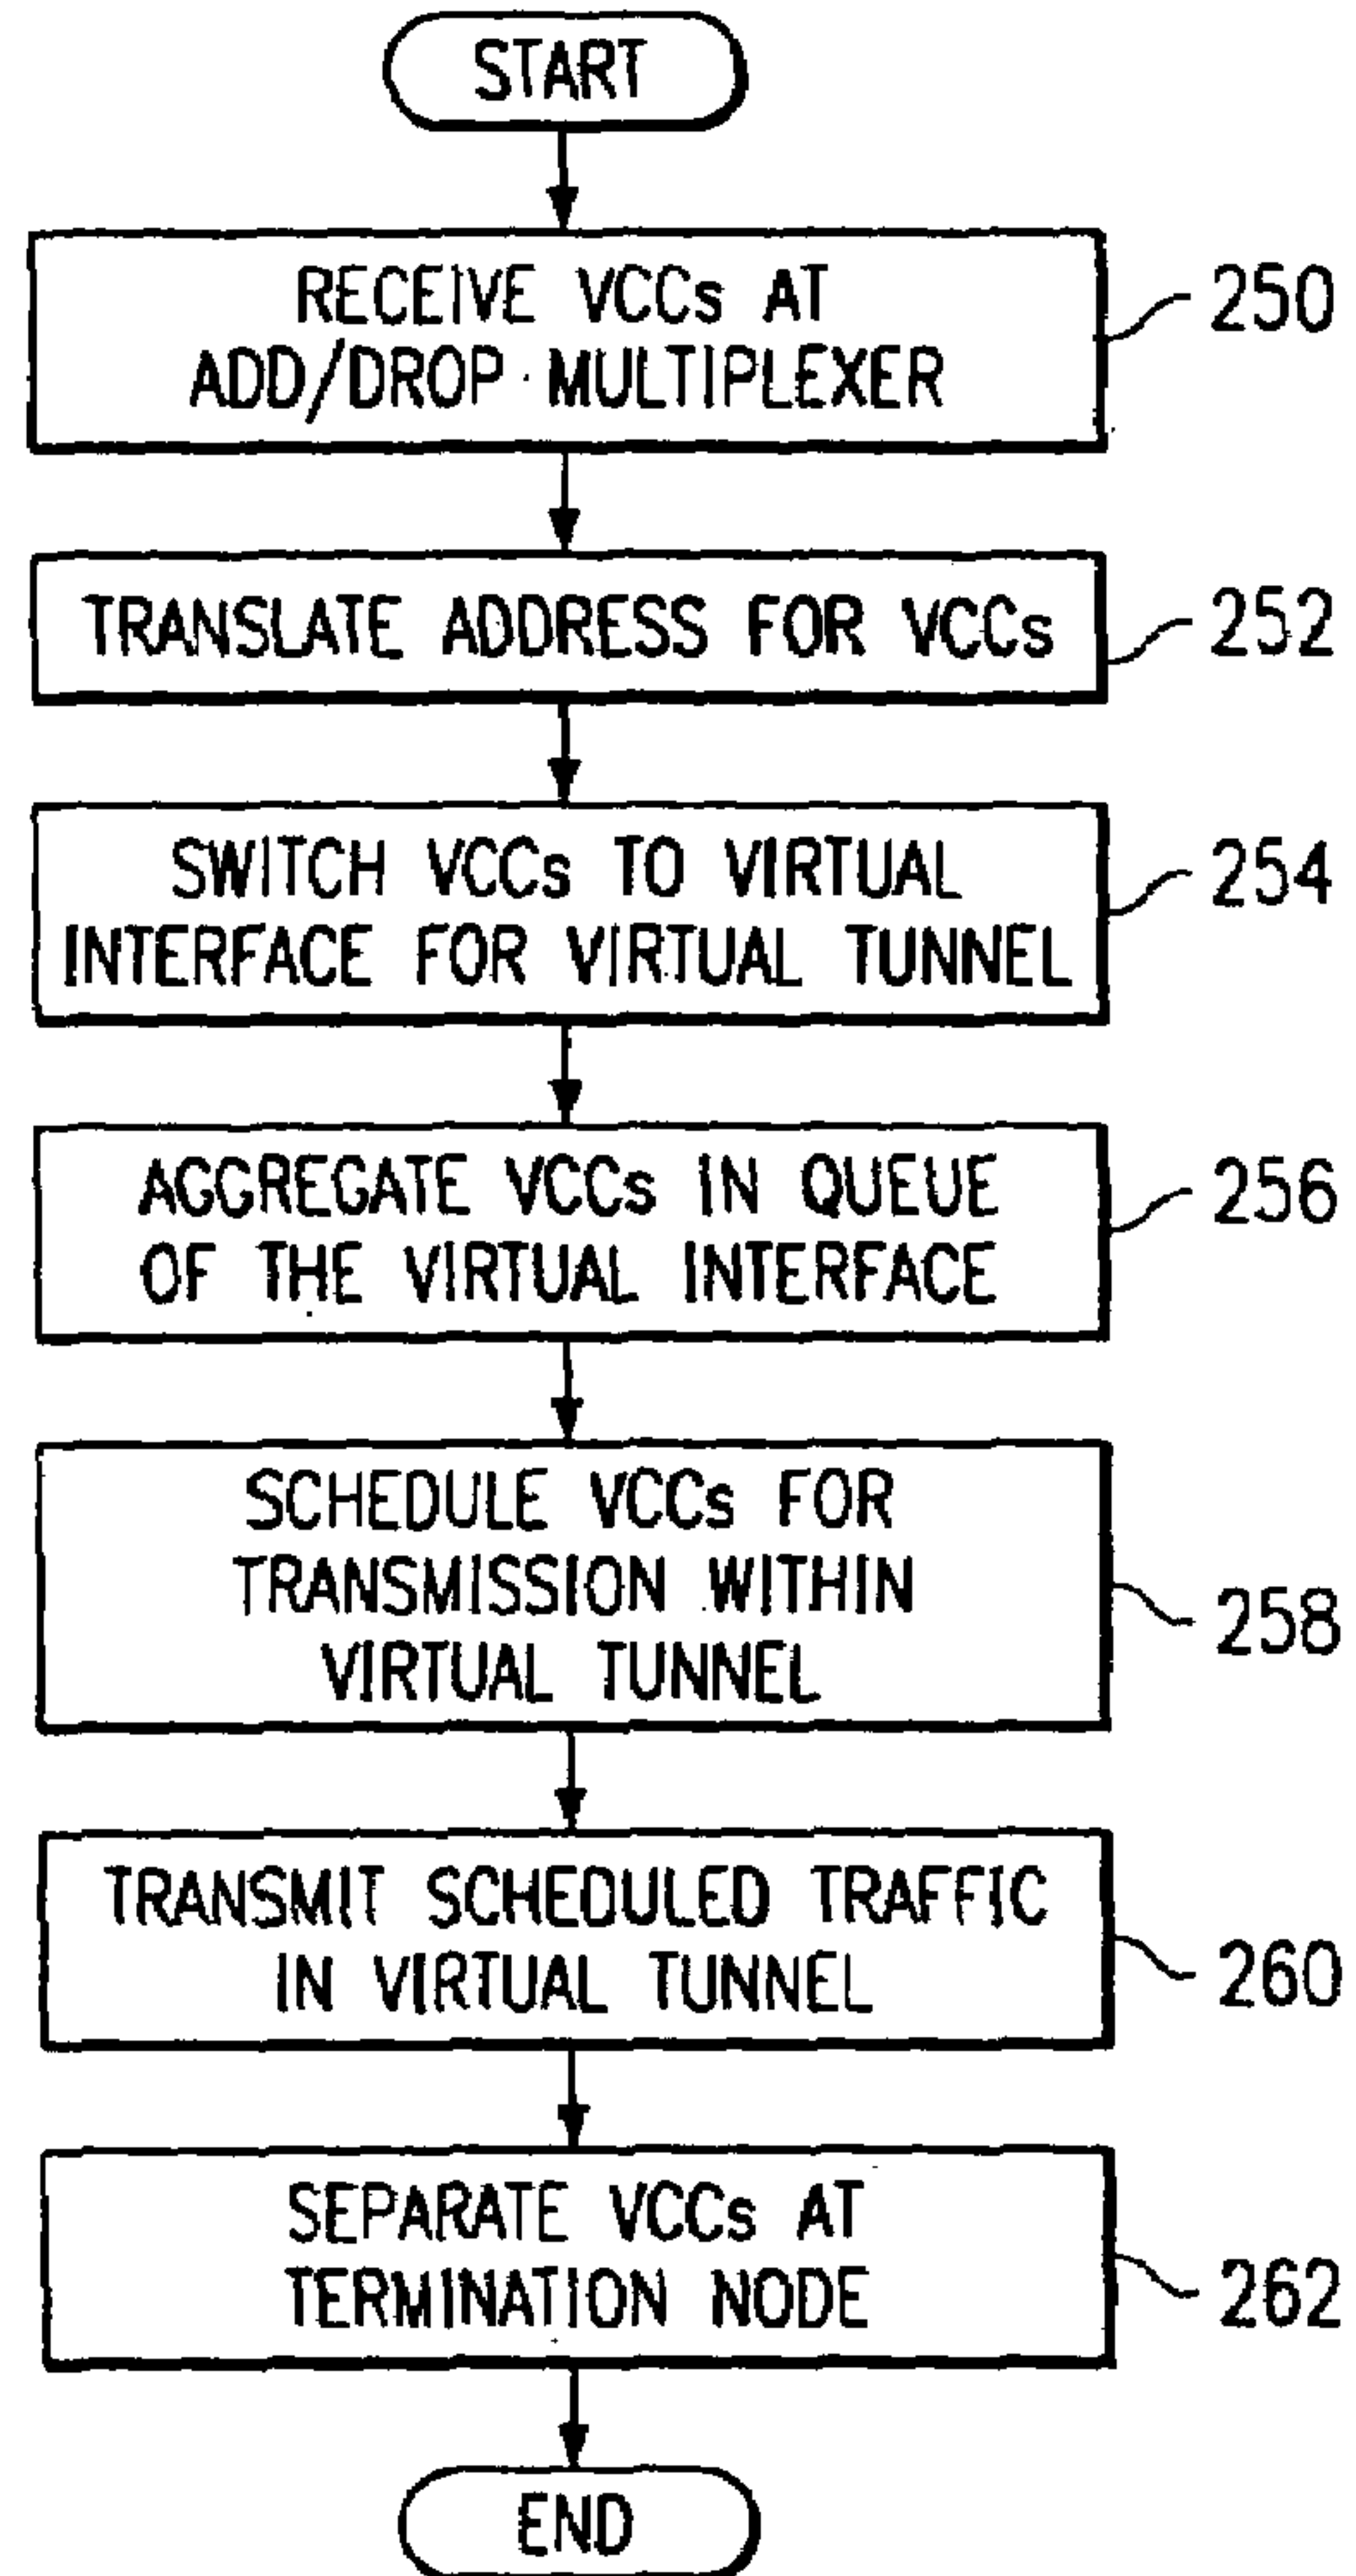 START
RECEIVE VCCs AT
ADD/DROP MULTIPLEXER
250
TRANSLATE ADDRESS FOR VCCs
252
SWITCH VCCs TO VIRTUAL
INTERFACE FOR VIRTUAL TUNNEL
254
AGGREGATE VCCs IN QUEUE
OF THE VIRTUAL INTERFACE
256
SCHEDULE VCCs FOR
TRANSMISSION WITHIN
VIRTUAL TUNNEL
258
TRANSMIT SCHEDULED TRAFFIC
IN VIRTUAL TUNNEL
260
SEPARATE VCCs AT
TERMINATION NODE
262
END